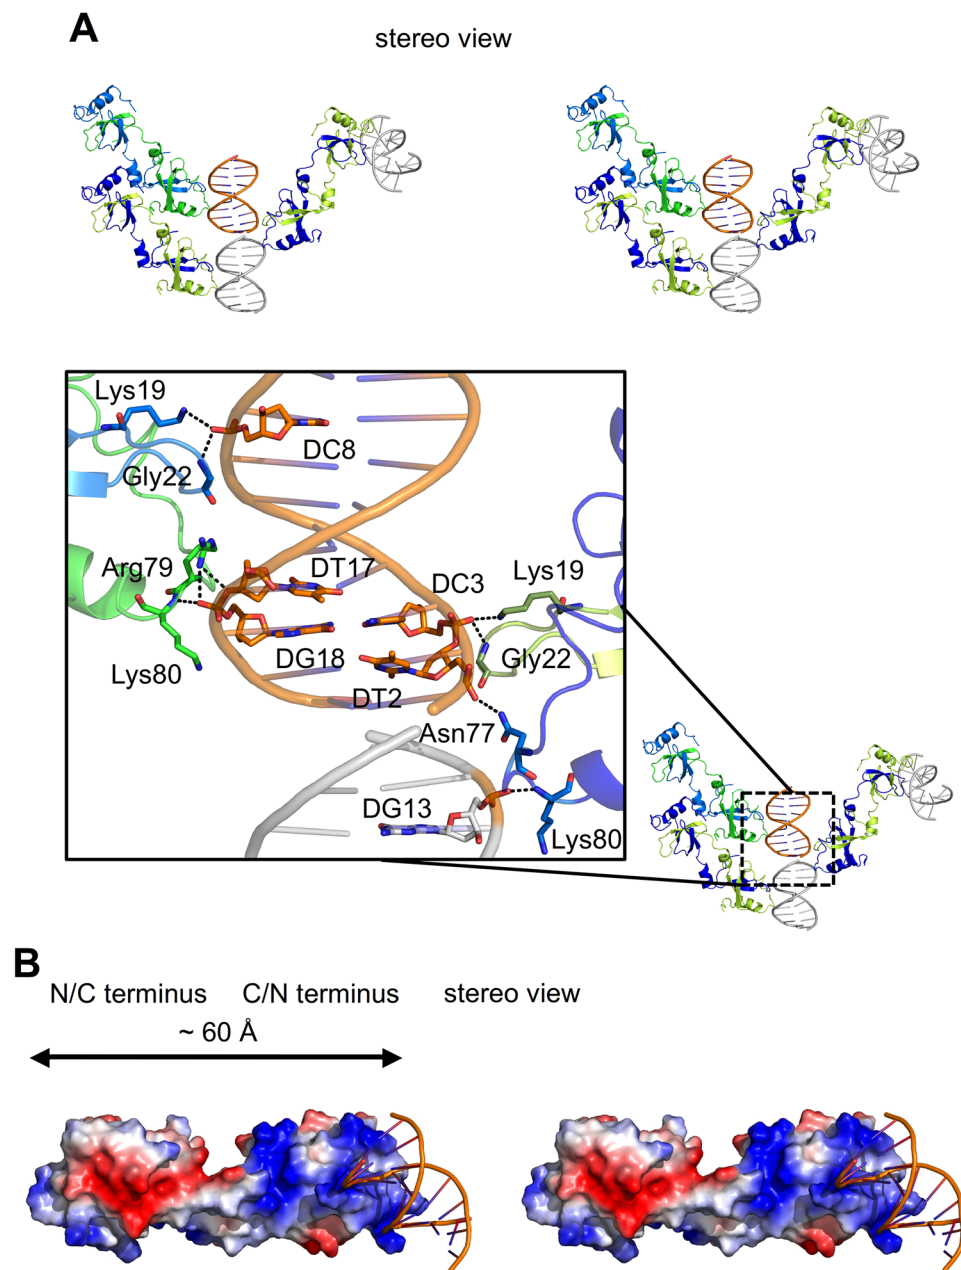 A
stereo view
Lys19
DC8
Gly22
Arg79
DT17
DC3
Lys19
Lys80
DG18
Gly22
DT2
Asn77
DG13
Lys80
B
N/C terminus C/N terminus stereo view
~ 60 Å